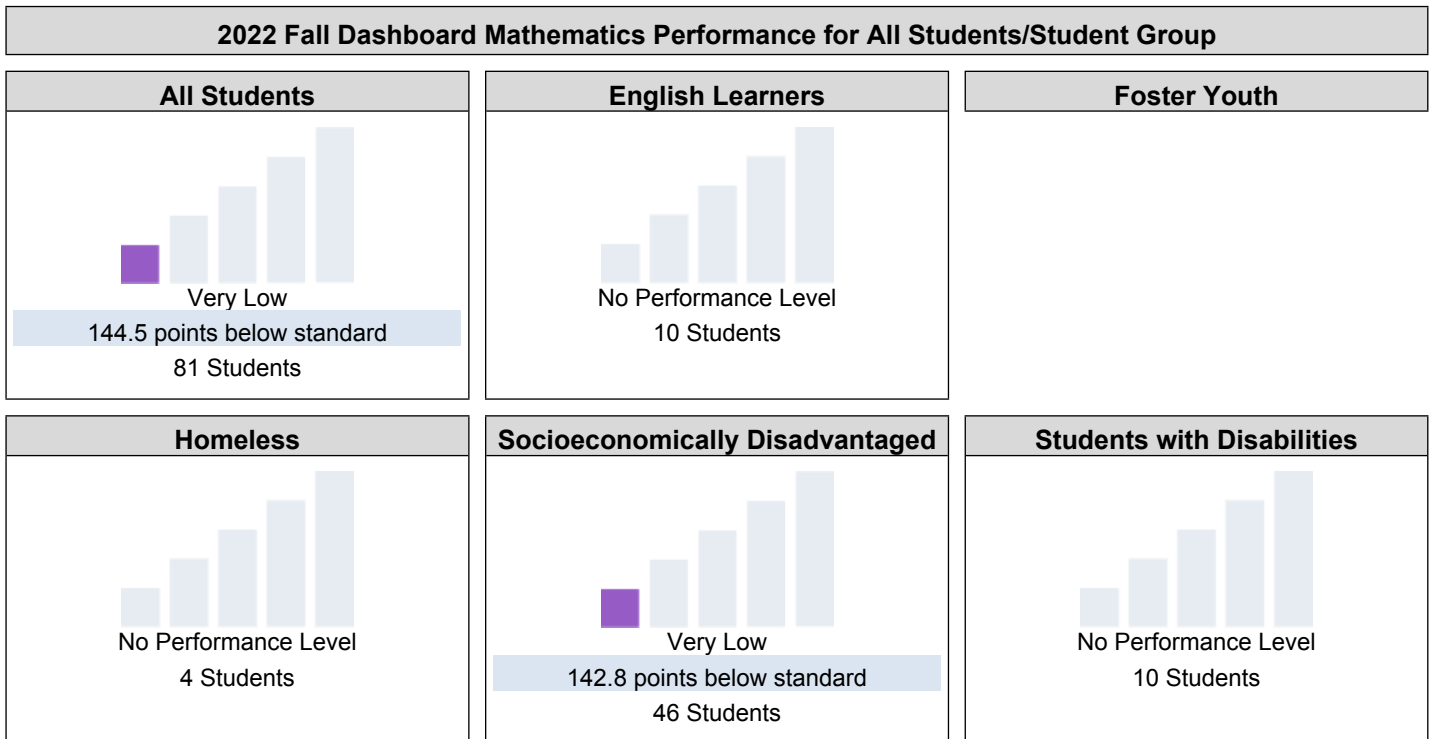 2022 Fall Dashboard Mathematics Performance for All Students/Student Group
All Students
Very Low
144.5 points below standard
81 Students
English Learners
No Performance Level
10 Students
Foster Youth
Homeless
No Performance Level
4 Students
Socioeconomically Disadvantaged
Very Low
142.8 points below standard
46 Students
Students with Disabilities
No Performance Level
10 Students